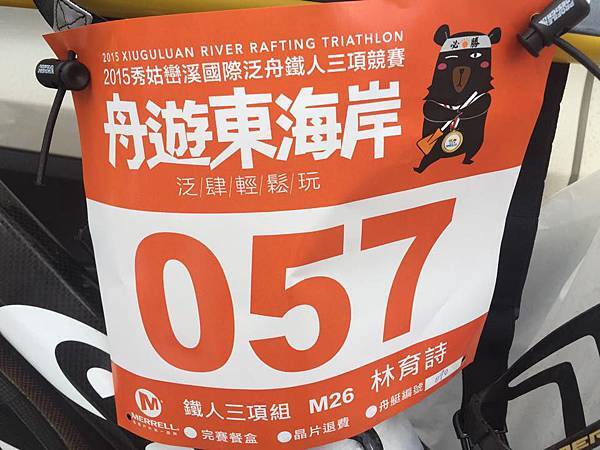 2015 XIUGULUAN RIVER RAFTING TRIATHLON
2015秀姑巒溪國際泛舟鐵人三項競賽
必勝
舟遊東海岸
泛/肆/輕/鬆/玩
057
鐵人三項組 M26 林育詩
MERRELL
完賽餐盒 晶片退費 舟艇編號